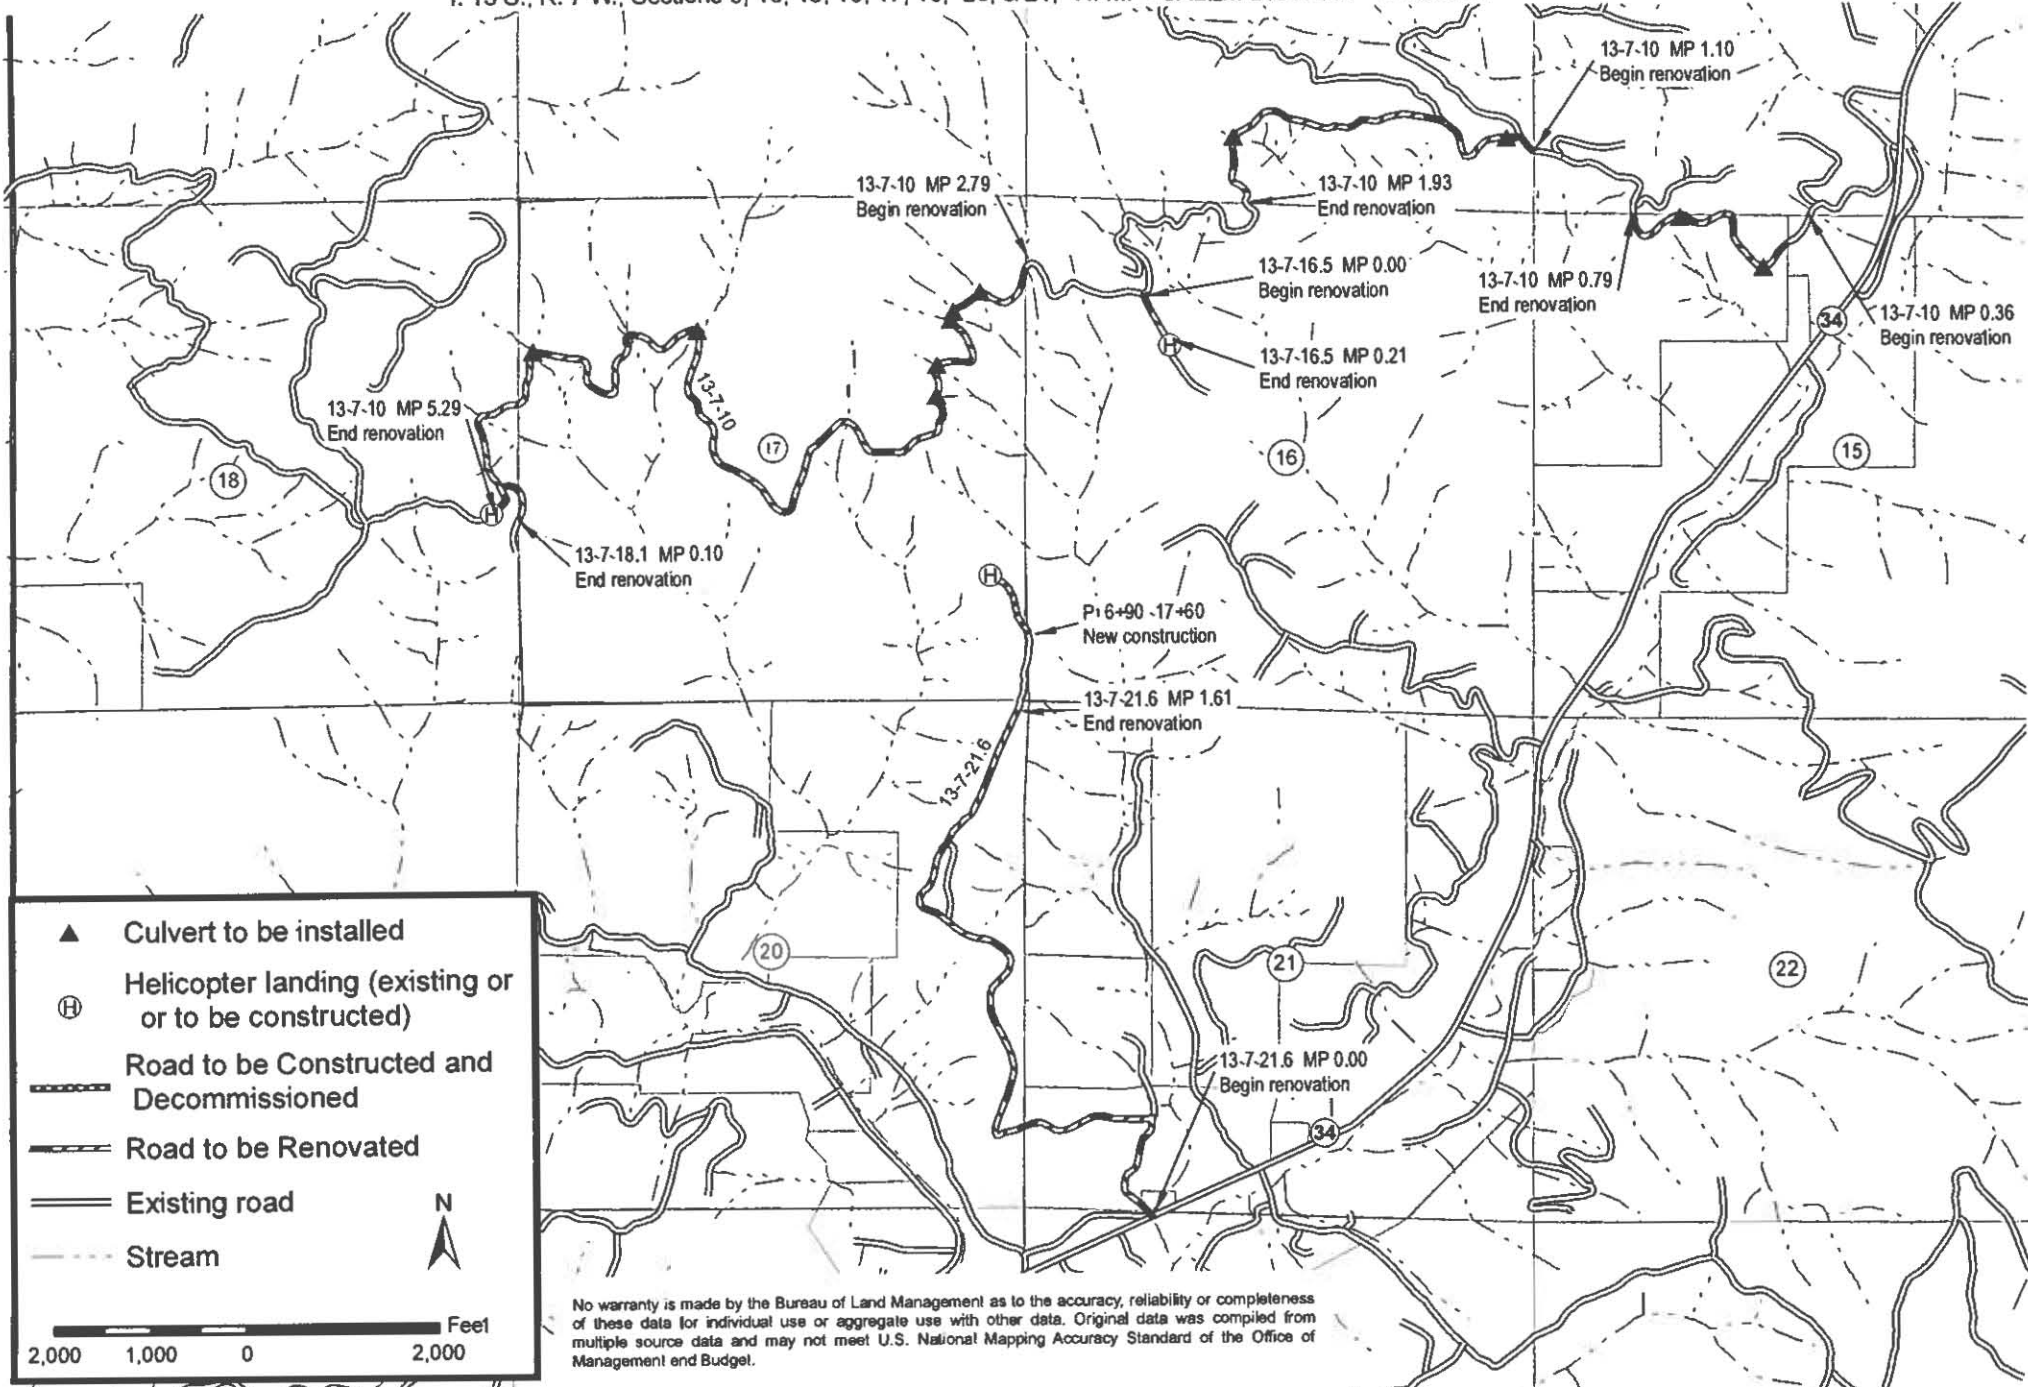 13-7-10 MP 1.10
Begin renovation
13-7-10 MP 2.79
Begin renovation
13-7-10 MP 1.93
End renovation
13-7-16.5 MP 0.00
Begin renovation
13-7-10 MP 0.79
End renovation
34
13-7-10 MP 0.36
Begin renovation
13-7-16.5 MP 0.21
End renovation
H
13-7-10 MP 5.29
End renovation
13-7-10
17
16
15
18
H
13-7-18.1 MP 0.10
End renovation
H
6+90 -17+60
New construction
13-7-21.6 MP 1.61
End renovation
13-7-21.6
20
21
22
13-7-21.6 MP 0.00
Begin renovation
34
Culvert to be installed
H
Helicopter landing (existing or
or to be constructed)
Road to be Constructed and
Decommissioned
Road to be Renovated
Existing road
N
Stream
Feet
2,000 1,000 0 2,000
No warranty is made by the Bureau of Land Management as to the accuracy, reliability or completeness
of these data for individual use or aggregate use with other data. Original data was compiled from
multiple source data and may not meet U.S. National Mapping Accuracy Standard of the Office of
Management and Budget.